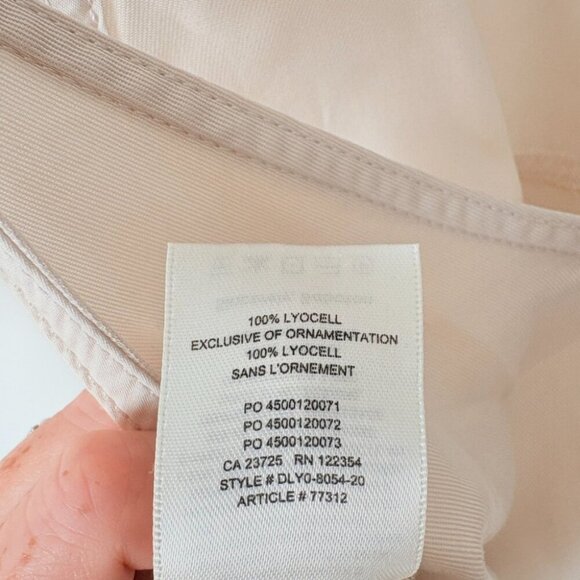 100% LYOCELL
EXCLUSIVE OF ORNAMENTATION
100% LYOCELL
SANS L'ORNEMENT
PO 4500120071
PO 4500120072
PO 4500120073
CA 23725 RN 122354
STYLE # DLY0-8054-20
ARTICLE # 77312